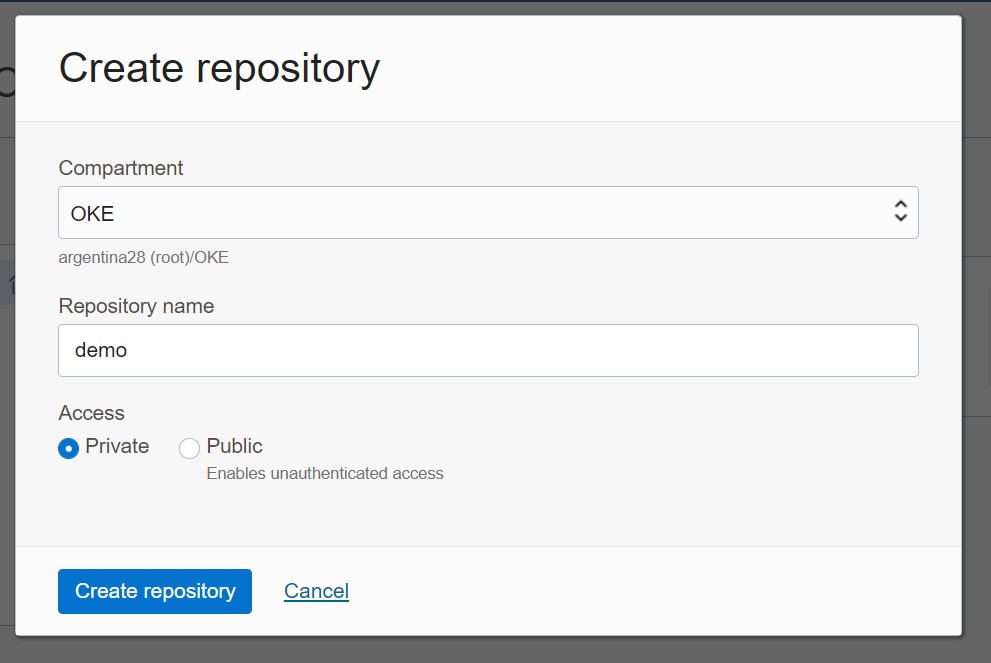 Create repository
Compartment
OKE
argentina28 (root)/OKE
Repository name
demo
Access
Private
Public
Enables unauthenticated access
Create repository
Cancel